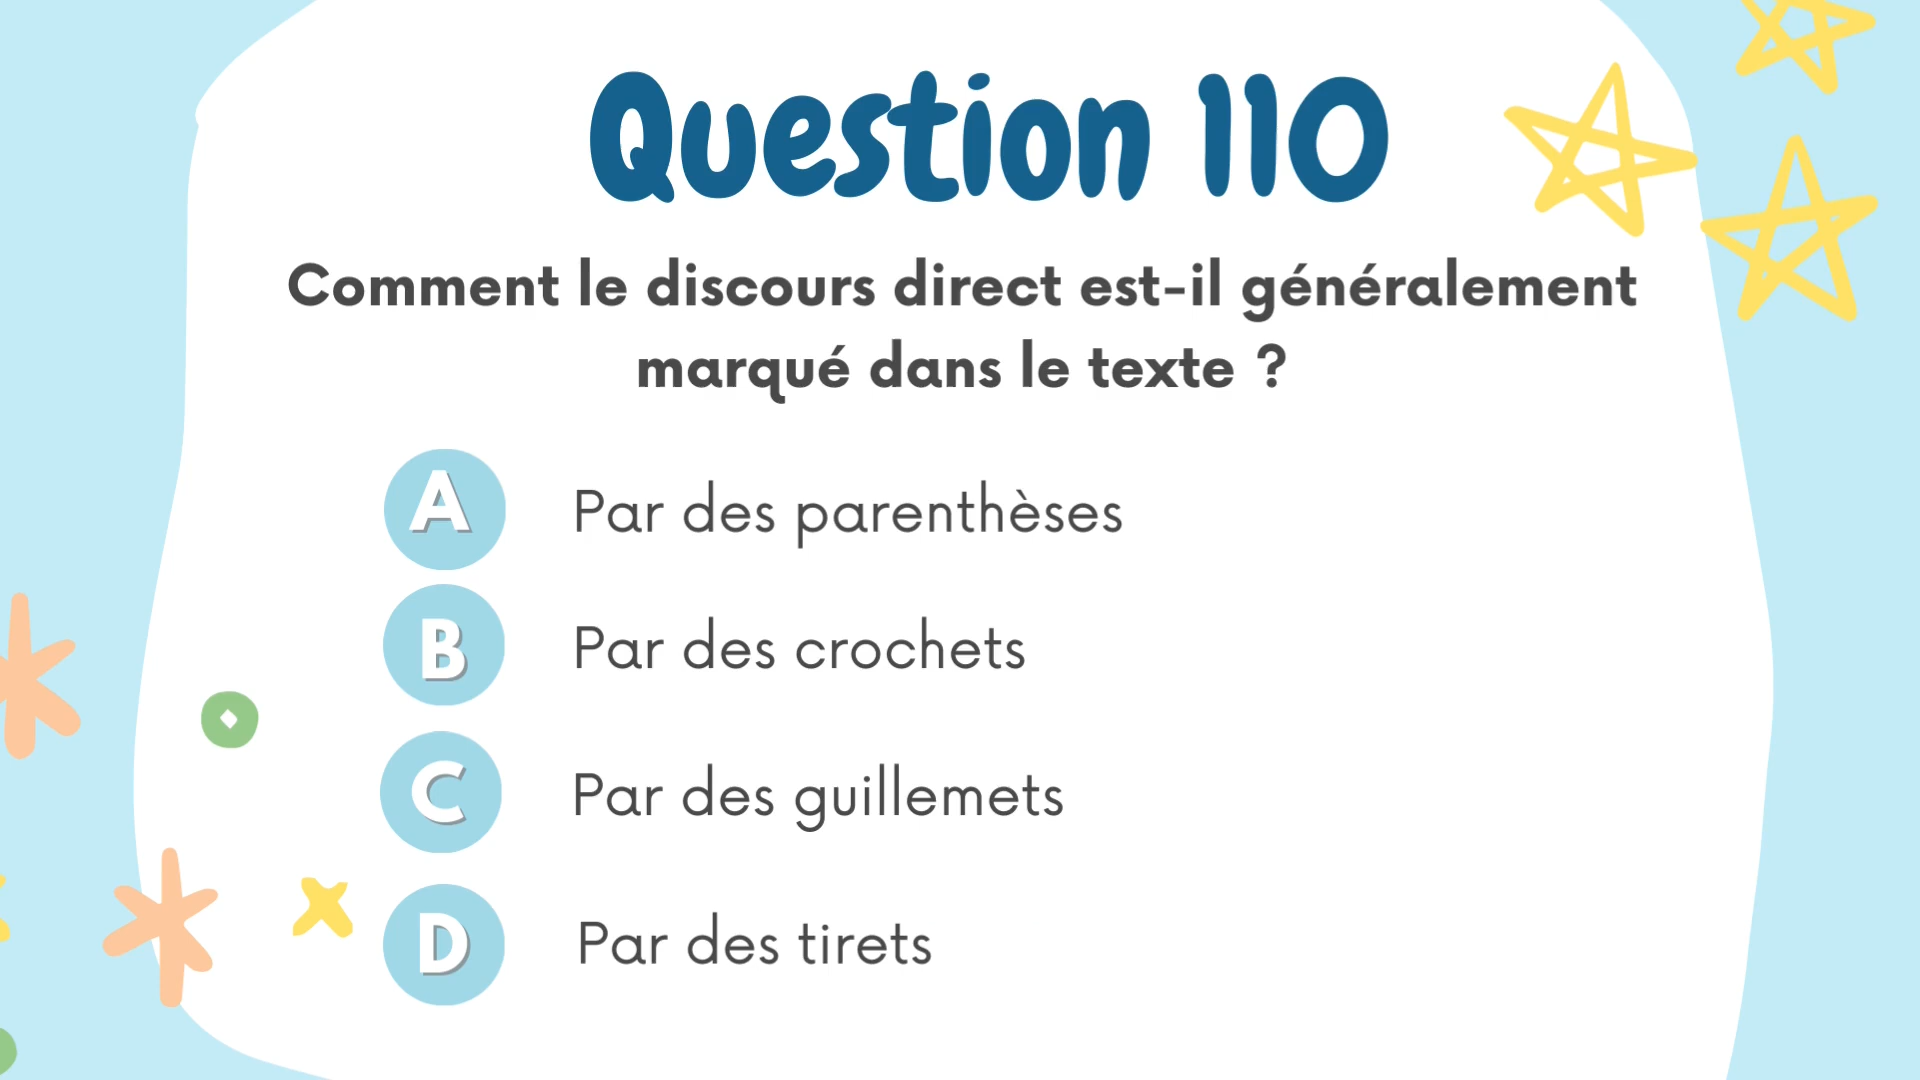 Question 110
Comment le discours direct est-il généralement
marqué dans le texte ?
A Par des parenthèses
B Par des crochets
C Par des guillemets
D Par des tirets